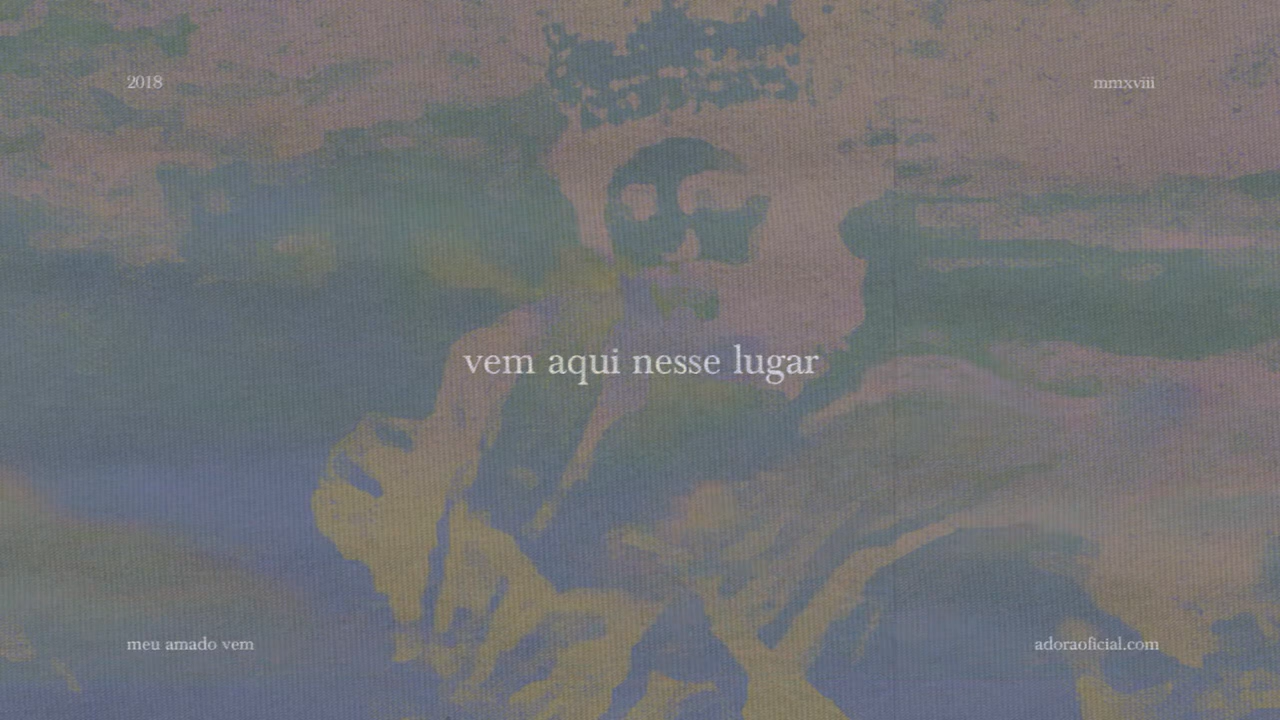 2018
mmxviii
vem aqui nesse lugar
meu amado vem
adoraoficial.com